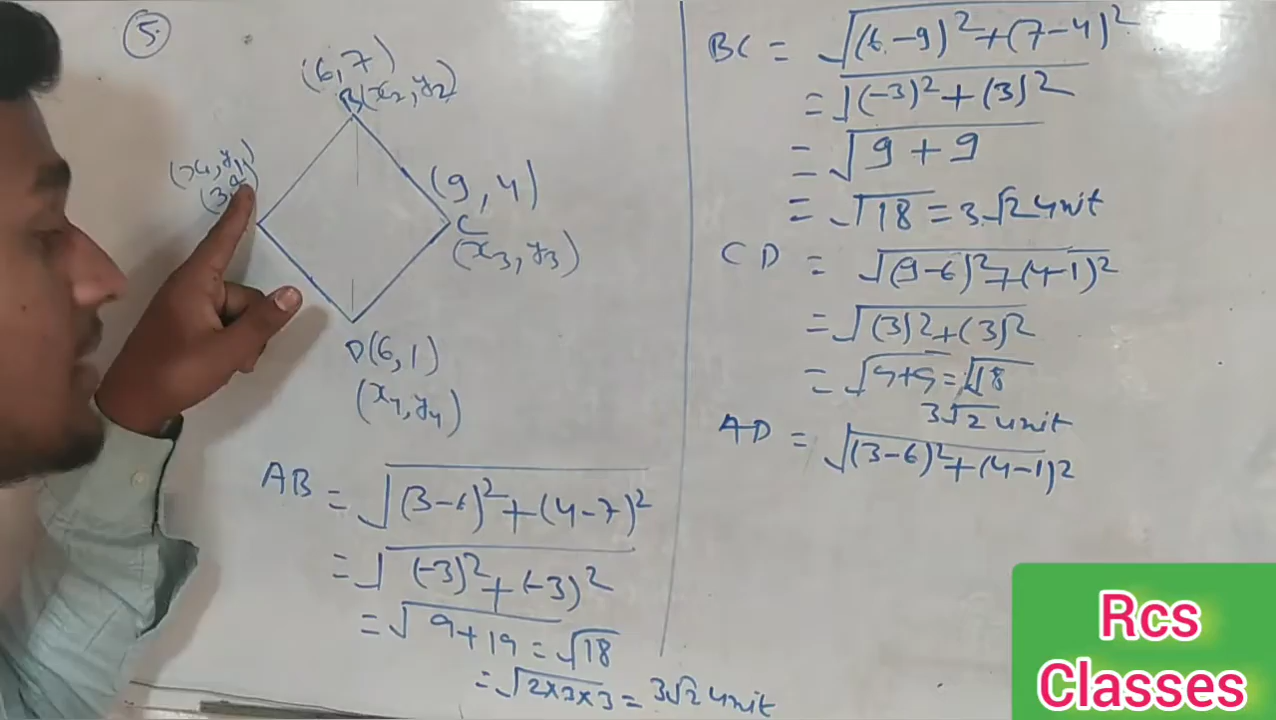 5.
(6,7)
B(x₂,y₂)
(9,4)
C
(x₃,y₃)
D(6,1)
(x₄,y₄)
AB = √(3-6)²+(4-7)²
= √(-3)²+(-3)²
= √9+19 = √18
= √2×3×3 = 3√2 unit
BC = √(6-9)²+(7-4)²
= √(-3)²+(3)²
= √9+9
= √18 = 3√2 unit
CD = √(9-6)²+(4-1)²
= √(3)²+(3)²
= √9+9 = √18
3√2 unit
AD = √(3-6)²+(4-1)²
Rcs
Classes